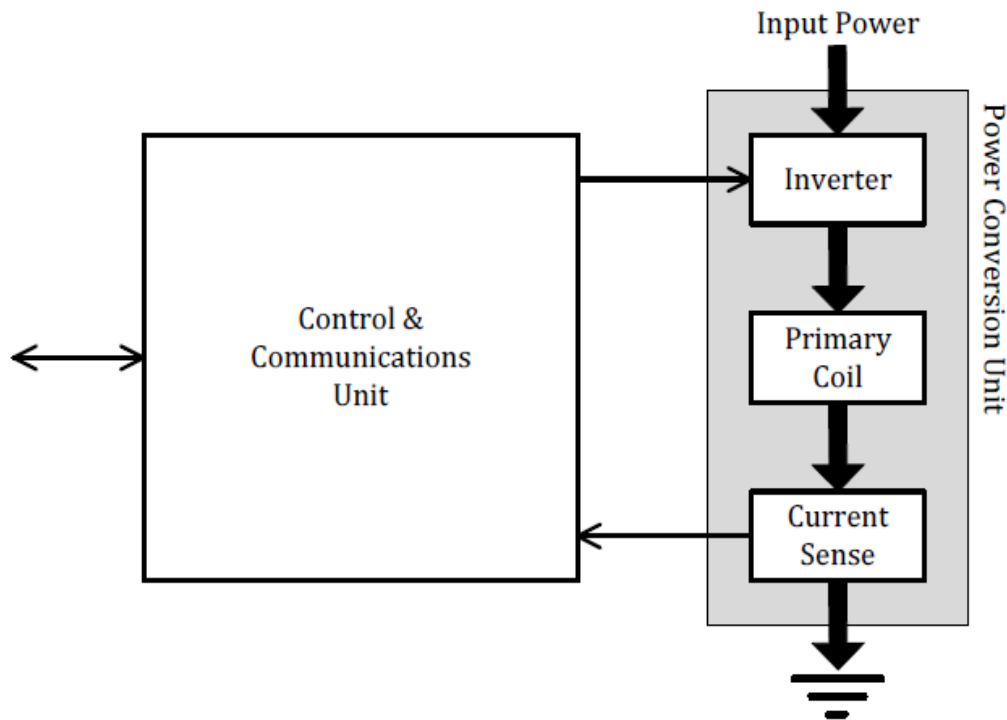 Input Power
Inverter
Control &
Communications
Unit
Primary
Coil
Current
Sense
Power Conversion Unit